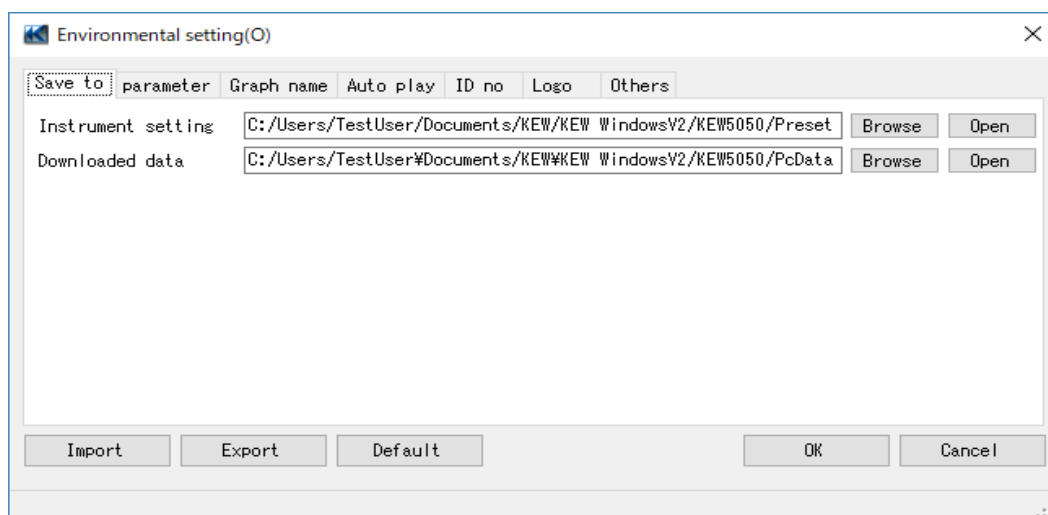 Environmental setting(O)
Save to parameter Graph name Auto play ID no Logo Others
Instrument setting C:/Users/TestUser/Documents/KEW/KEW WindowsV2/KEW5050/Preset Browse Open
Downloaded data C:/Users/TestUser¥Documents/KEW¥KEW WindowsV2/KEW5050/PcData Browse Open
Import Export Default OK Cancel